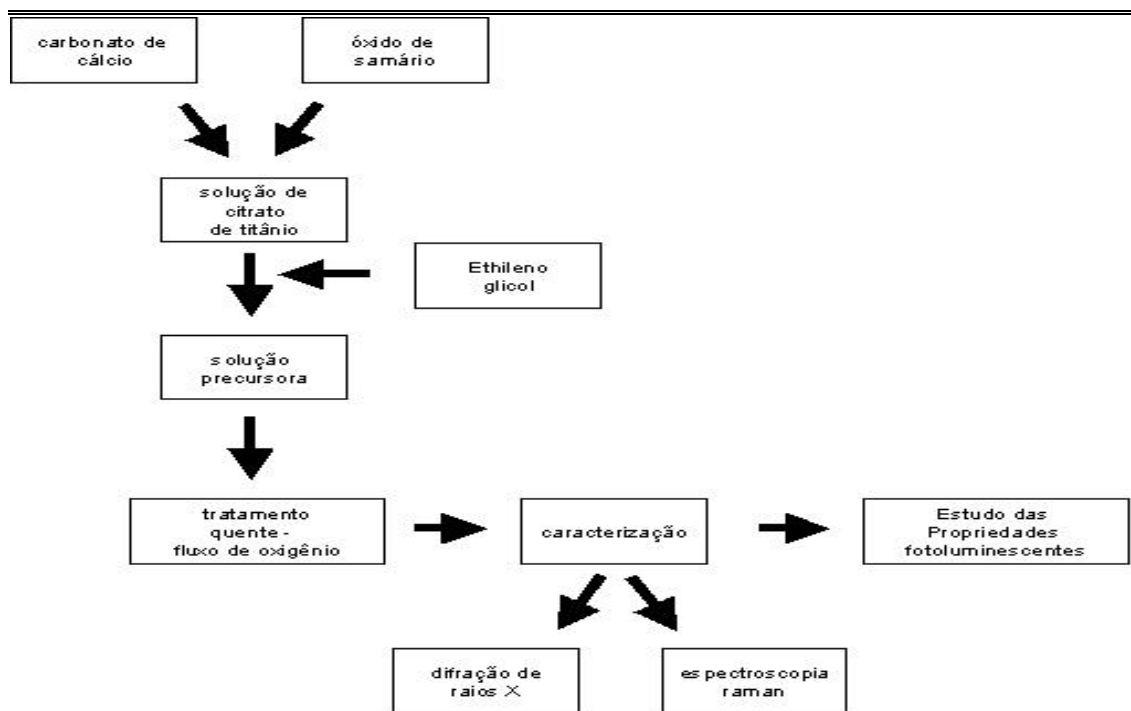 carbonato de
cálcio
óxido de
samário
solução de
citrato
de titânio
Ethileno
glicol
solução
precursora
tratamento
quente -
fluxo de oxigênio
caracterização
Estudo das
Propriedades
fotoluminescentes
difração de
raios X
espectroscopia
raman